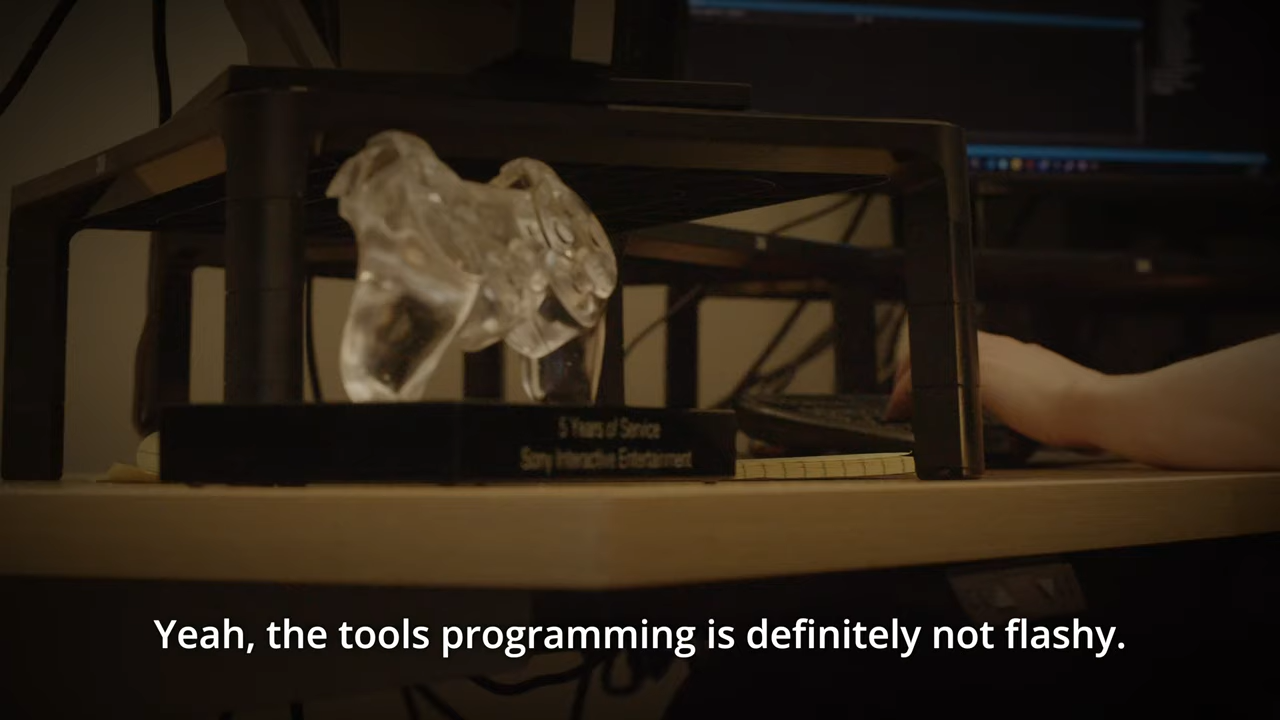 5 Years of Service
Sony Interactive Entertainment
Yeah, the tools programming is definitely not flashy.